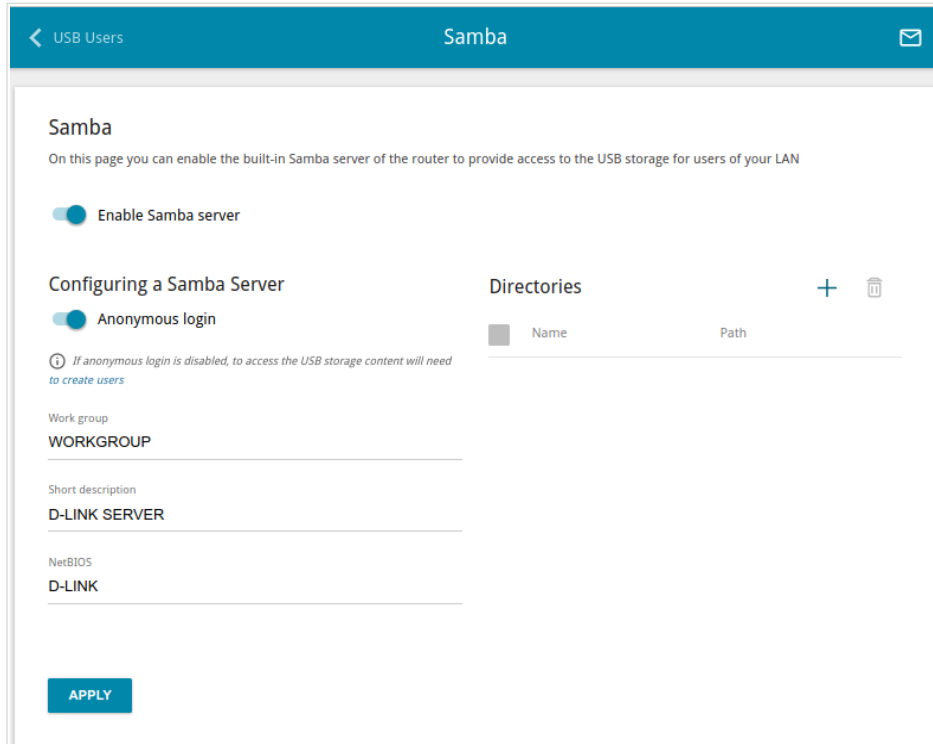 USB Users
Samba
Samba
On this page you can enable the built-in Samba server of the router to provide access to the USB storage for users of your LAN
Enable Samba server
Configuring a Samba Server
Anonymous login
If anonymous login is disabled, to access the USB storage content will need
to create users
Work group
WORKGROUP
Short description
D-LINK SERVER
NetBIOS
D-LINK
APPLY
Directories
Name Path